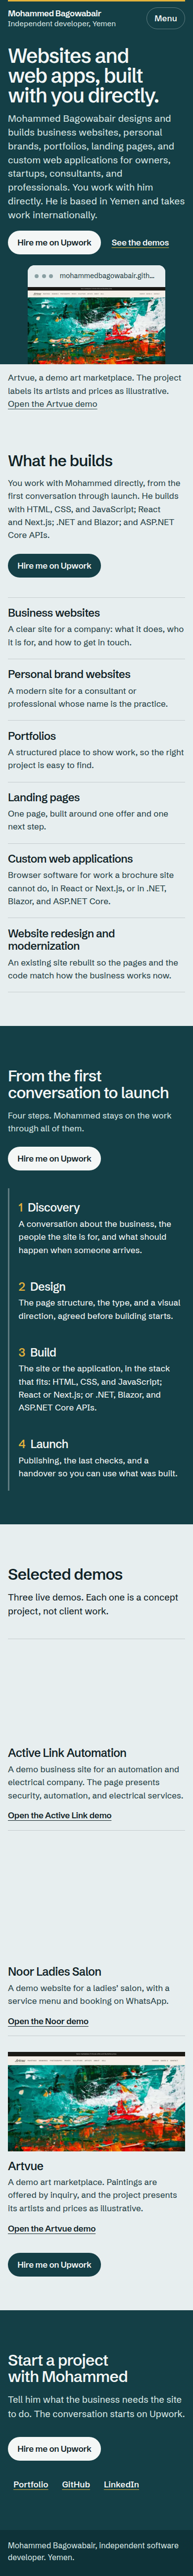 Mohammed Bagowabair
Independent developer, Yemen
Menu
Websites and
web apps, built
with you directly.
Mohammed Bagowabair designs and
builds business websites, personal
brands, portfolios, landing pages, and
custom web applications for owners,
startups, consultants, and
professionals. You work with him
directly. He is based in Yemen and takes
work internationally.
Hire me on Upwork
See the demos
mohammedbagowabair.gith...
Artvue, a demo art marketplace. The project
labels its artists and prices as illustrative.
Open the Artvue demo
What he builds
You work with Mohammed directly, from the
first conversation through launch. He builds
with HTML, CSS, and JavaScript; React
and Next.js; .NET and Blazor; and ASP.NET
Core APIs.
Hire me on Upwork
Business websites
A clear site for a company: what it does, who
it is for, and how to get in touch.
Personal brand websites
A modern site for a consultant or
professional whose name is the practice.
Portfolios
A structured place to show work, so the right
project is easy to find.
Landing pages
One page, built around one offer and one
next step.
Custom web applications
Browser software for work a brochure site
cannot do, in React or Next.js, or in .NET,
Blazor, and ASP.NET Core.
Website redesign and
modernization
An existing site rebuilt so the pages and the
code match how the business works now.
From the first
conversation to launch
Four steps. Mohammed stays on the work
through all of them.
Hire me on Upwork
1 Discovery
A conversation about the business, the
people the site is for, and what should
happen when someone arrives.
2 Design
The page structure, the type, and a visual
direction, agreed before building starts.
3 Build
The site or the application, in the stack
that fits: HTML, CSS, and JavaScript;
React or Next.js; or .NET, Blazor, and
ASP.NET Core APIs.
4 Launch
Publishing, the last checks, and a
handover so you can use what was built.
Selected demos
Three live demos. Each one is a concept
project, not client work.
Active Link Automation
A demo business site for an automation and
electrical company. The page presents
security, automation, and electrical services.
Open the Active Link demo
Noor Ladies Salon
A demo website for a ladies' salon, with a
service menu and booking on WhatsApp.
Open the Noor demo
Artvue
A demo art marketplace. Paintings are
offered by inquiry, and the project presents
its artists and prices as illustrative.
Open the Artvue demo
Hire me on Upwork
Start a project
with Mohammed
Tell him what the business needs the site
to do. The conversation starts on Upwork.
Hire me on Upwork
Portfolio GitHub LinkedIn
Mohammed Bagowabair, independent software
developer. Yemen.